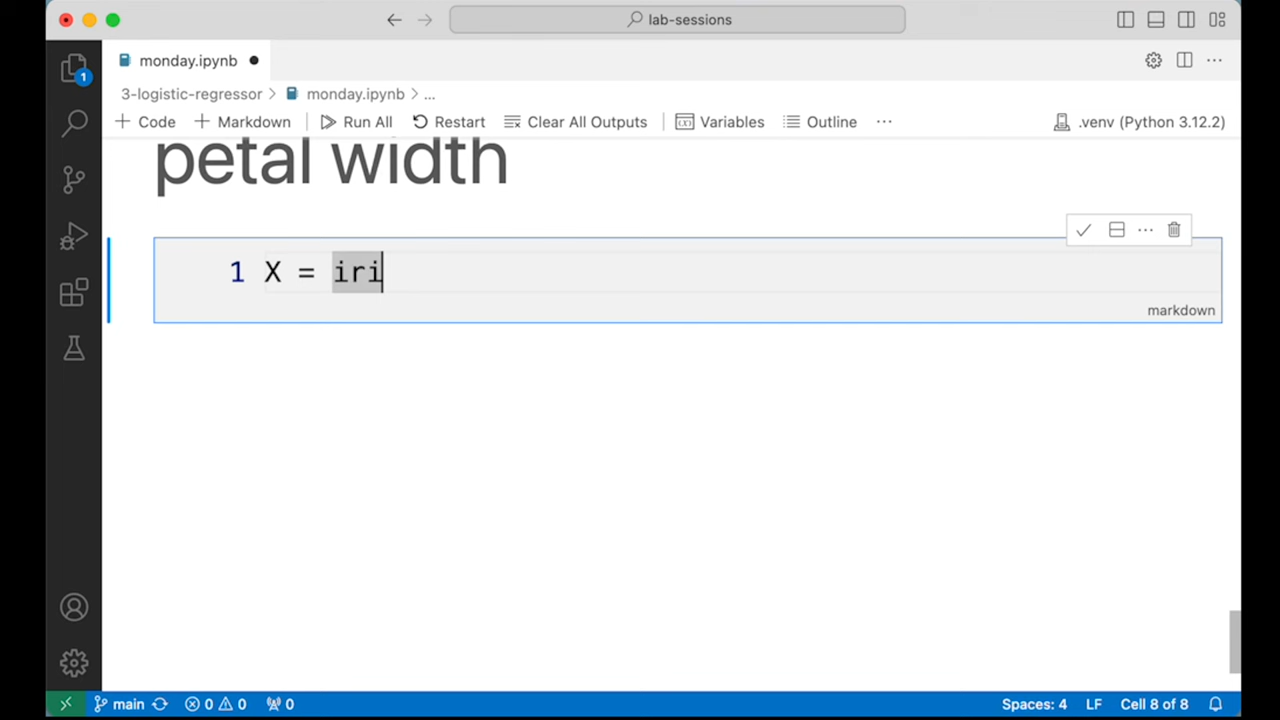 lab-sessions
monday.ipynb
1
3-logistic-regressor > monday.ipynb > ...
+ Code + Markdown Run All Restart Clear All Outputs Variables Outline ... .venv (Python 3.12.2)
petal width
1 X = iri
markdown
main 0 0 0 Spaces: 4 LF Cell 8 of 8